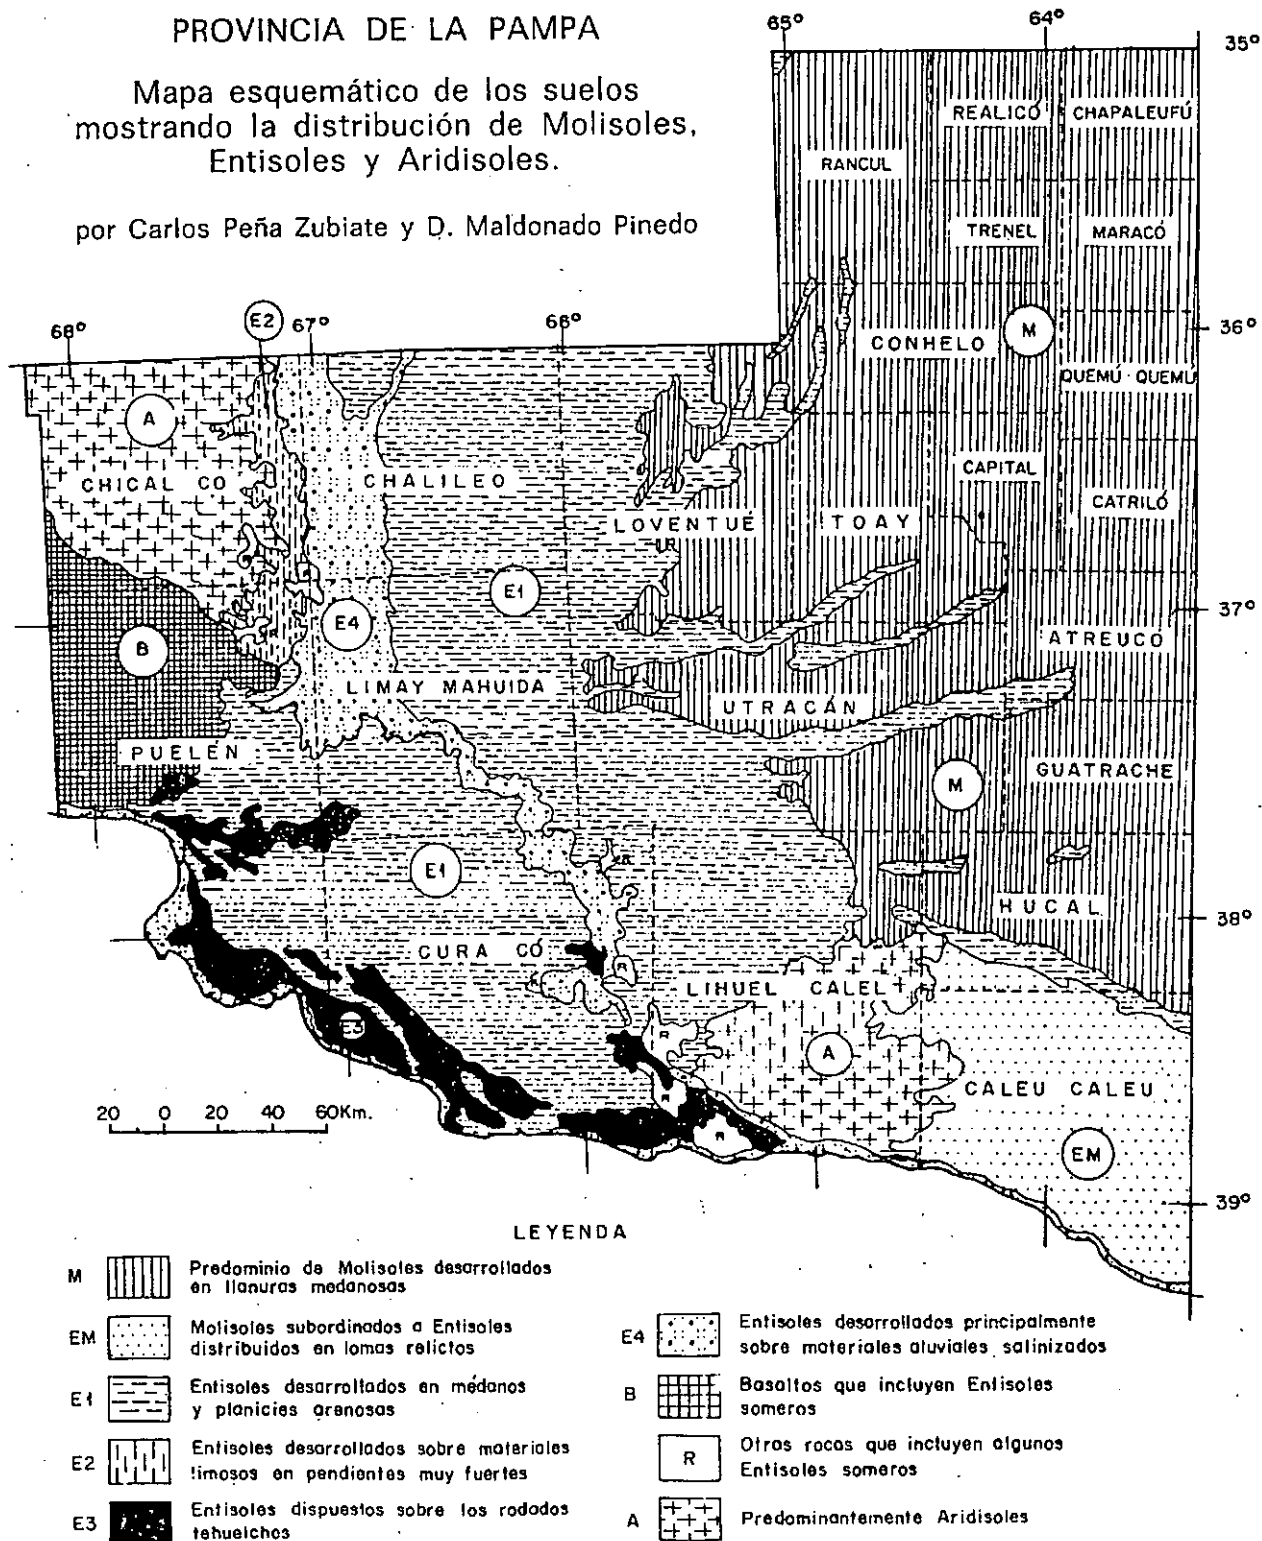 PROVINCIA DE LA PAMPA
Mapa esquemático de los suelos
mostrando la distribución de Molisoles,
Entisoles y Aridisoles.
por Carlos Peña Zubiate y D. Maldonado Pinedo
65° 64°
35°
REALICÓ CHAPALEUFÚ
RANCUL
TRENEL MARACÓ
68° E2 67° 66°
36°
CONHELO M
QUEMÚ-QUEMÚ
A
CHICAL CO CHALILEO
CAPITAL
LOVENTUÉ TOAY CATRILÓ
E1
37°
E4
B
ATREUCO
LIMAY MAHUIDA
UTRACÁN
PUELÉN
GUATRACHE
M
E1
HUCAL
38°
CURA CÓ
R
LIHUEL CALEL
E3
R
A
CALEU CALEU
R
20 0 20 40 60Km.
R
EM
39°
LEYENDA
M Predominio de Molisoles desarrollados
en llanuras medanosas
EM Molisoles subordinados a Entisoles
distribuidos en lomas relictos
E1 Entisoles desarrollados en médanos
y planicies arenosas
E2 Entisoles desarrollados sobre materiales
limosos en pendientes muy fuertes
E3 Entisoles dispuestos sobre los rodados
tehuelches
E4 Entisoles desarrollados principalmente
sobre materiales aluviales salinizados
B Basaltos que incluyen Entisoles
someros
R Otras rocas que incluyen algunos
Entisoles someros
A Predominantemente Aridisoles